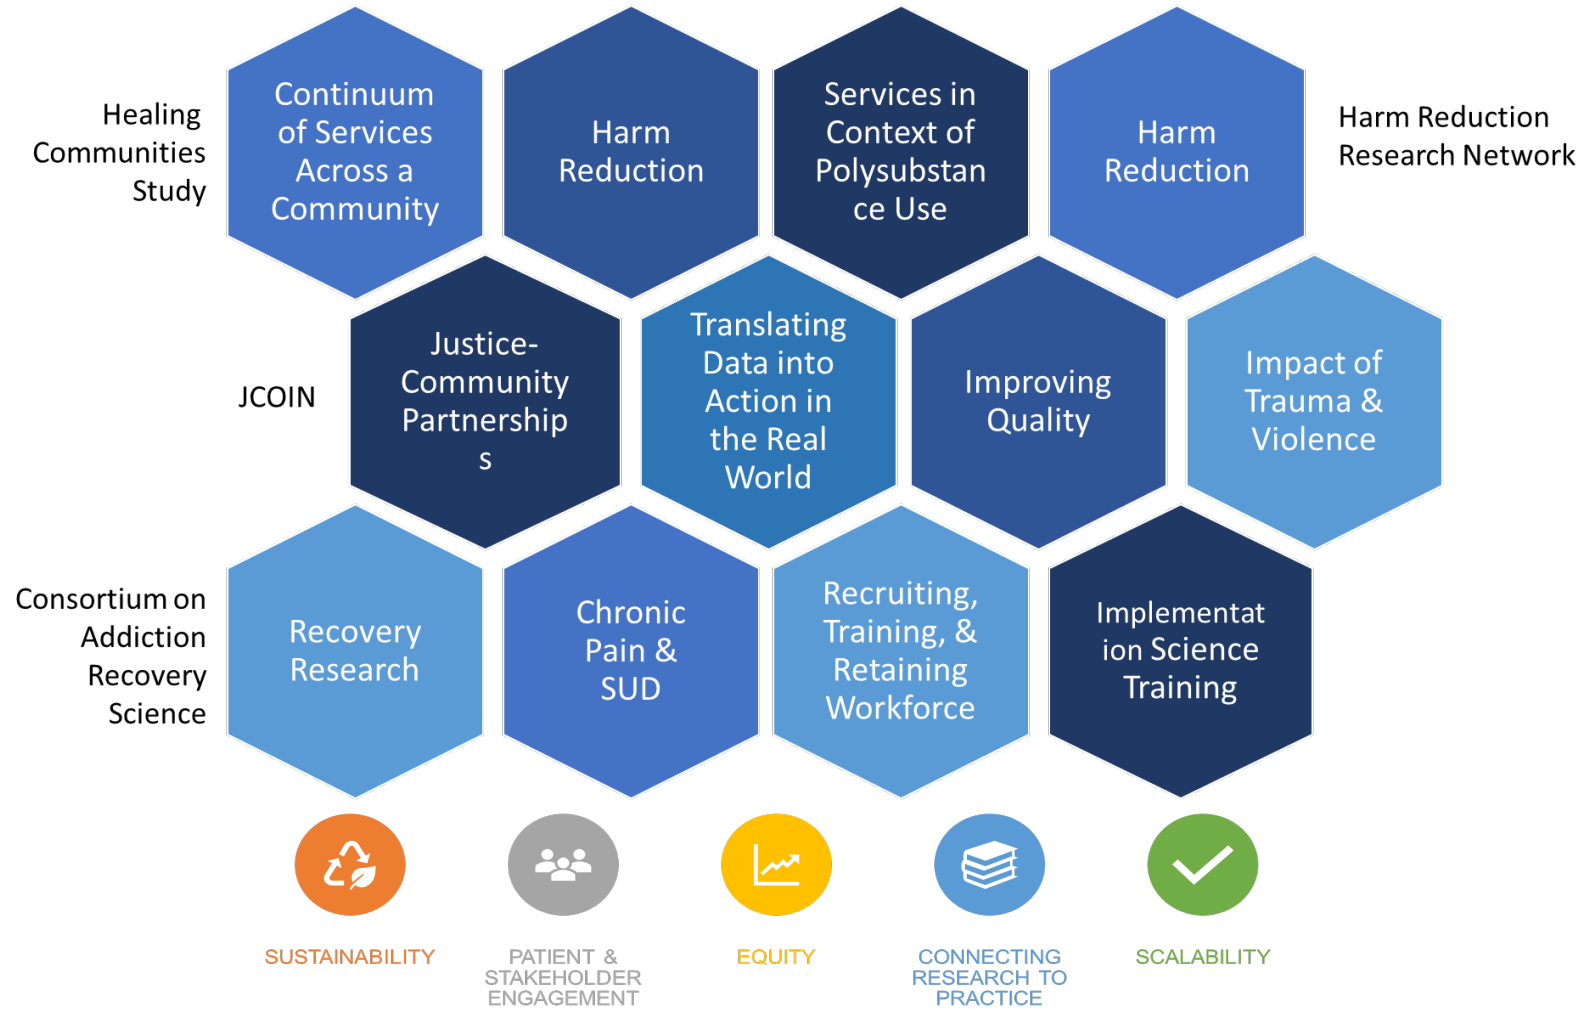 Healing
Communities
Study
Continuum
of Services
Across a
Community
Harm
Reduction
Services in
Context of
Polysubstan
ce Use
Harm
Reduction
Harm Reduction
Research Network
JCOIN
Justice-
Community
Partnership
s
Translating
Data into
Action in
the Real
World
Improving
Quality
Impact of
Trauma &
Violence
Consortium on
Addiction
Recovery
Science
Recovery
Research
Chronic
Pain &
SUD
Recruiting,
Training, &
Retaining
Workforce
Implementat
ion Science
Training
SUSTAINABILITY
PATIENT &
STAKEHOLDER
ENGAGEMENT
EQUITY
CONNECTING
RESEARCH TO
PRACTICE
SCALABILITY